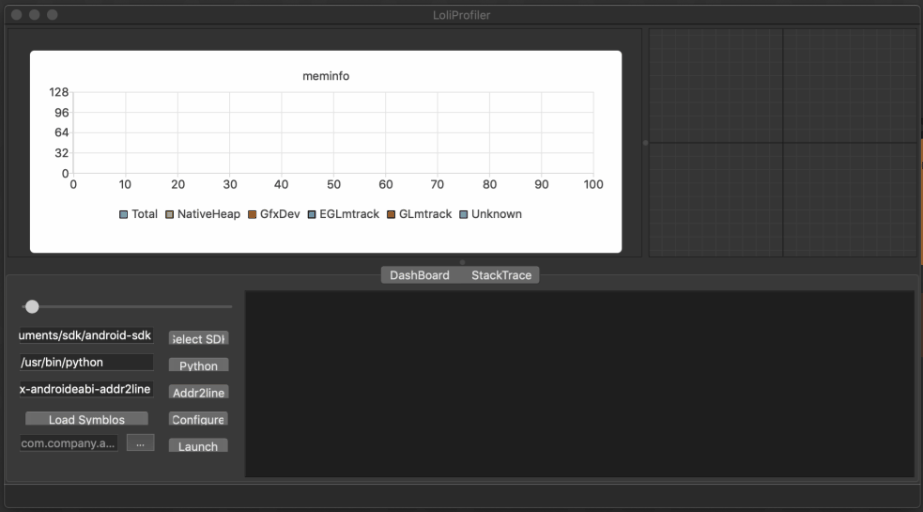 LoliProfiler
meminfo
128
96
64
32
0
0 10 20 30 40 50 60 70 80 90 100
Total NativeHeap GfxDev EGLmtrack GLmtrack Unknown
DashBoard StackTrace
uments/sdk/android-sdk Select SDK
/usr/bin/python Python
x-androideabi-addr2line Addr2line
Load Symblos Configure
com.company.a... ... Launch